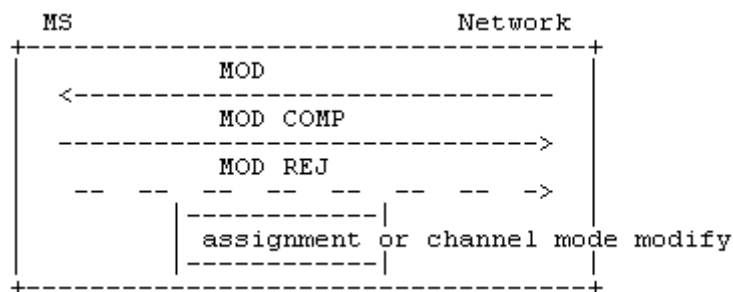 MS Network
MOD
MOD COMP
MOD REJ
assignment or channel mode modify